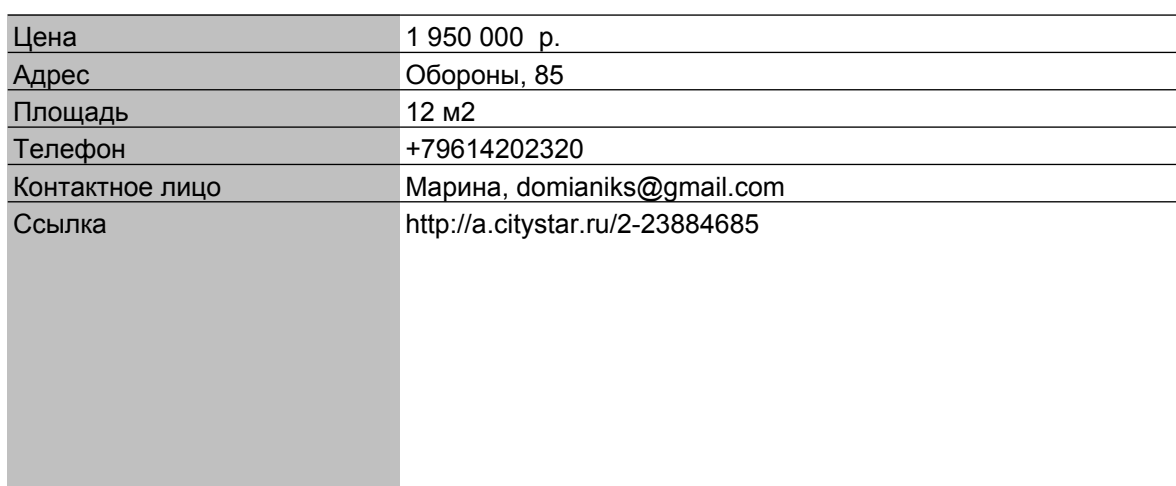 Цена 1 950 000 р.
Адрес Обороны, 85
Площадь 12 м2
Телефон +79614202320
Контактное лицо Марина, domianiks@gmail.com
Ссылка http://a.citystar.ru/2-23884685